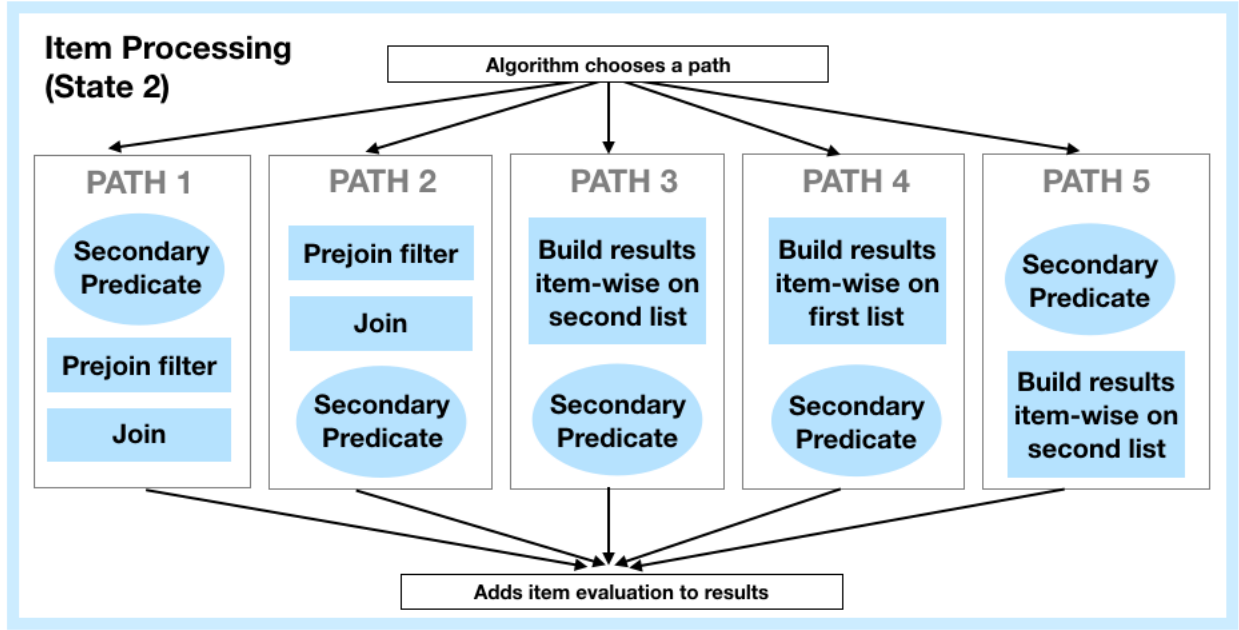 Item Processing
(State 2)
Algorithm chooses a path
PATH 1
Secondary
Predicate
Prejoin filter
Join
PATH 2
Prejoin filter
Join
Secondary
Predicate
PATH 3
Build results
item-wise on
second list
Secondary
Predicate
PATH 4
Build results
item-wise on
first list
Secondary
Predicate
PATH 5
Secondary
Predicate
Build results
item-wise on
second list
Adds item evaluation to results